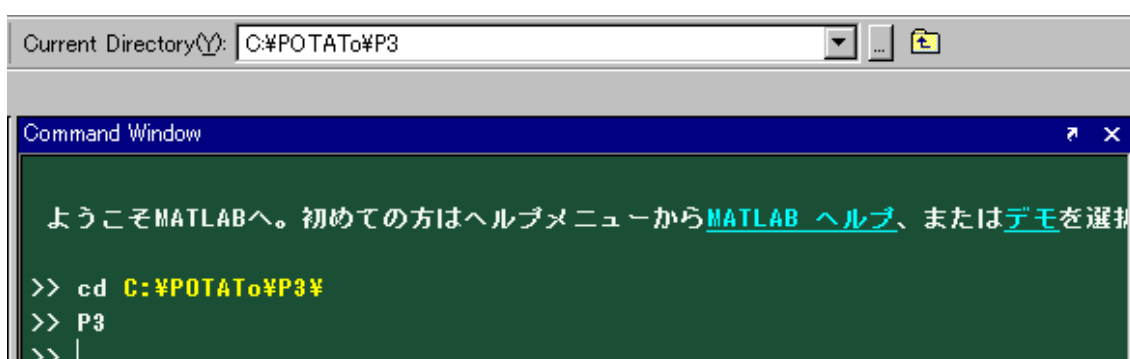 Current Directory(Y): C:¥POTATo¥P3
...
Command Window
ようこそMATLABへ。初めての方はヘルプメニューからMATLAB ヘルプ、またはデモを選択
>> cd C:¥POTATo¥P3¥
>> P3
>>